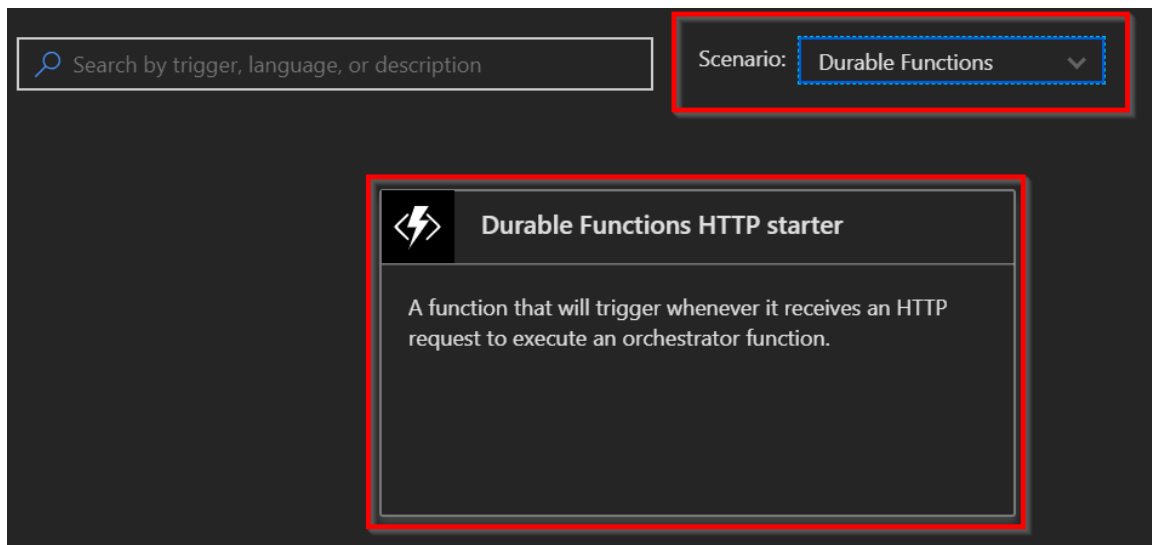 Search by trigger, language, or description
Scenario: Durable Functions
Durable Functions HTTP starter
A function that will trigger whenever it receives an HTTP
request to execute an orchestrator function.